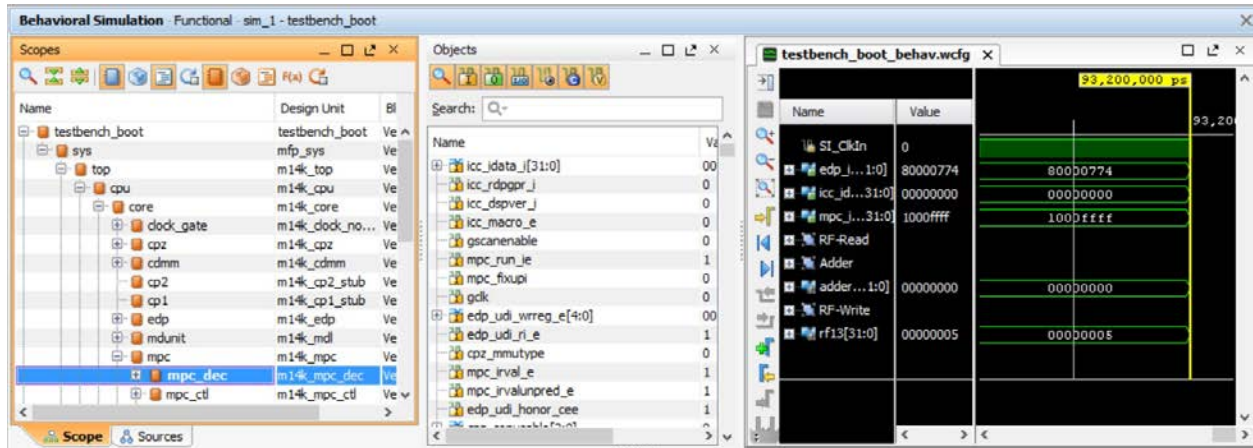 Behavioral Simulation - Functional - sim_1 - testbench_boot
Scopes
F(x)
Name Design Unit Bl
testbench_boot testbench_boot Ve
sys mfp_sys Ve
top m14k_top Ve
cpu m14k_cpu Ve
core m14k_core Ve
clock_gate m14k_clock_no... Ve
cpz m14k_cpz Ve
cdmm m14k_cdmm Ve
cp2 m14k_cp2_stub Ve
cp1 m14k_cp1_stub Ve
edp m14k_edp Ve
mdunit m14k_mdl Ve
mpc m14k_mpc Ve
mpc_dec m14k_mpc_dec Ve
mpc_ctl m14k_mpc_ctl Ve
Scope Sources
Objects
Search:
Name Va
icc_idata_i[31:0] 00
icc_rdpgpr_i 0
icc_dspver_i 0
icc_macro_e 0
gscanenable 0
mpc_run_ie 1
mpc_fixupi 0
gclk 0
edp_udi_wrreg_e[4:0] 00
edp_udi_ri_e 1
cpz_mmutype 0
mpc_irval_e 1
mpc_irvalunpred_e 1
edp_udi_honor_cee 1
testbench_boot_behav.wcfg
93,200,000 ps
Name Value 93,20
SI_ClkIn 0
edp_i...1:0] 80000774 80000774
icc_id...31:0] 00000000 00000000
mpc_i...31:0] 1000ffff 1000ffff
RF-Read
Adder
adder...1:0] 00000000 00000000
RF-Write
rf13[31:0] 00000005 00000005